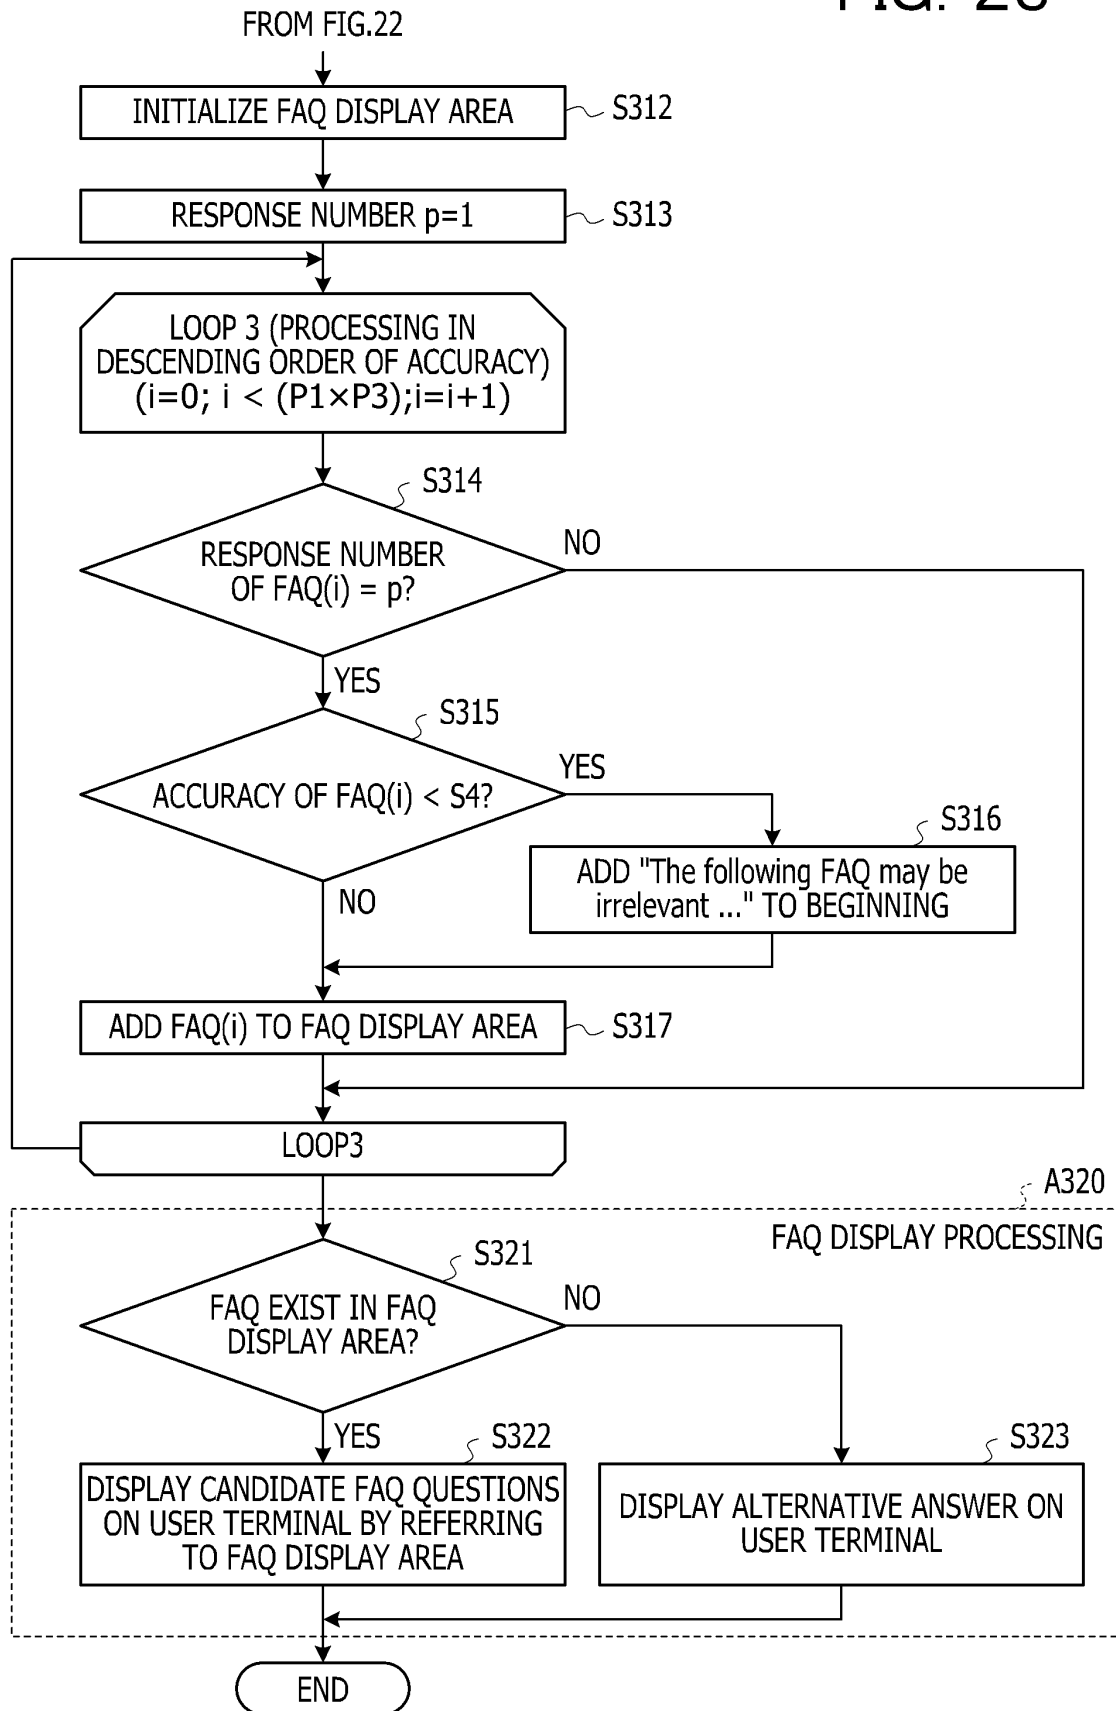 FROM FIG.22
INITIALIZE FAQ DISPLAY AREA
S312
RESPONSE NUMBER p=1
S313
LOOP 3 (PROCESSING IN
DESCENDING ORDER OF ACCURACY)
(i=0; i < (P1×P3);i=i+1)
S314
RESPONSE NUMBER
OF FAQ(i) = p?
NO
YES
S315
ACCURACY OF FAQ(i) < S4?
YES
NO
S316
ADD "The following FAQ may be
irrelevant ..." TO BEGINNING
ADD FAQ(i) TO FAQ DISPLAY AREA
S317
LOOP3
A320
FAQ DISPLAY PROCESSING
S321
FAQ EXIST IN FAQ
DISPLAY AREA?
NO
YES
S322
DISPLAY CANDIDATE FAQ QUESTIONS
ON USER TERMINAL BY REFERRING
TO FAQ DISPLAY AREA
S323
DISPLAY ALTERNATIVE ANSWER ON
USER TERMINAL
END